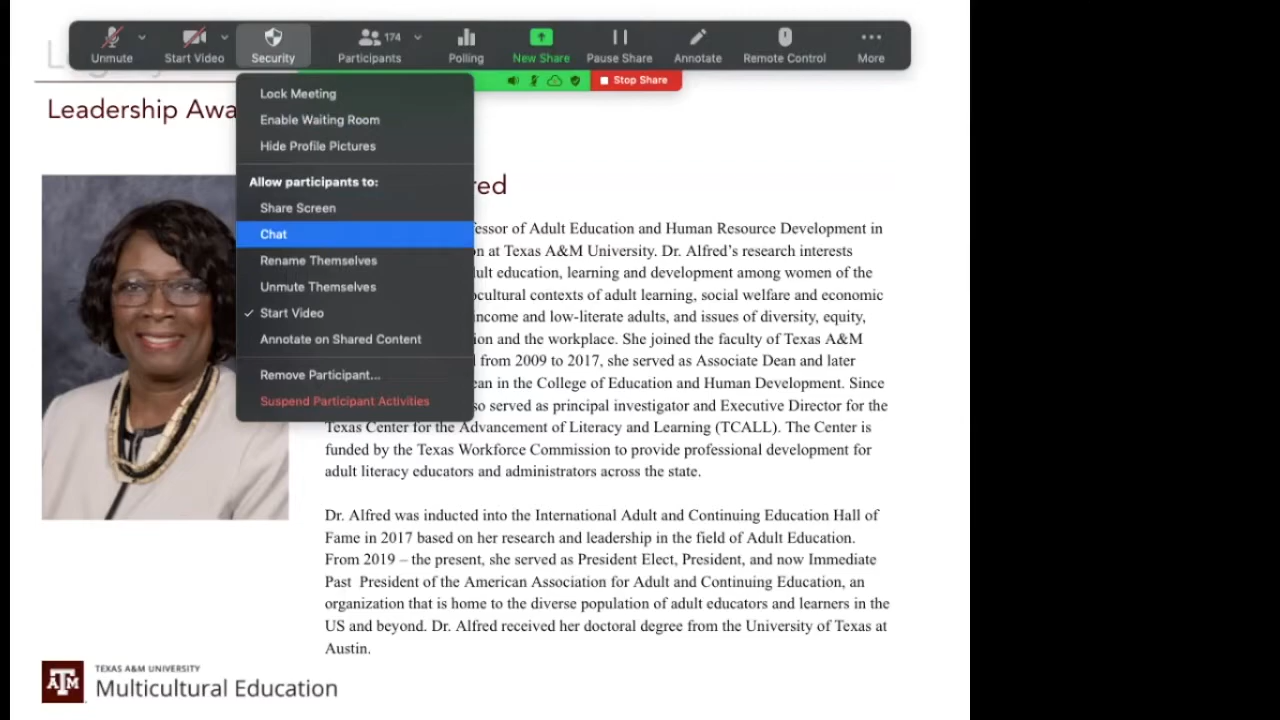 Unmute
Start Video
Security
174
Participants
Polling
New Share
Pause Share
Annotate
Remote Control
More
Stop Share
Lock Meeting
Enable Waiting Room
Hide Profile Pictures
Allow participants to:
Share Screen
Chat
Rename Themselves
Unmute Themselves
Start Video
Annotate on Shared Content
Remove Participant...
Suspend Participant Activities
Leadership Awa
red
fessor of Adult Education and Human Resource Development in
n at Texas A&M University. Dr. Alfred's research interests
ult education, learning and development among women of the
ocultural contexts of adult learning, social welfare and economic
income and low-literate adults, and issues of diversity, equity,
ion and the workplace. She joined the faculty of Texas A&M
from 2009 to 2017, she served as Associate Dean and later
ean in the College of Education and Human Development. Since
so served as principal investigator and Executive Director for the
Texas Center for the Advancement of Literacy and Learning (TCALL). The Center is
funded by the Texas Workforce Commission to provide professional development for
adult literacy educators and administrators across the state.
Dr. Alfred was inducted into the International Adult and Continuing Education Hall of
Fame in 2017 based on her research and leadership in the field of Adult Education.
From 2019 – the present, she served as President Elect, President, and now Immediate
Past President of the American Association for Adult and Continuing Education, an
organization that is home to the diverse population of adult educators and learners in the
US and beyond. Dr. Alfred received her doctoral degree from the University of Texas at
Austin.
ATM
TEXAS A&M UNIVERSITY
Multicultural Education